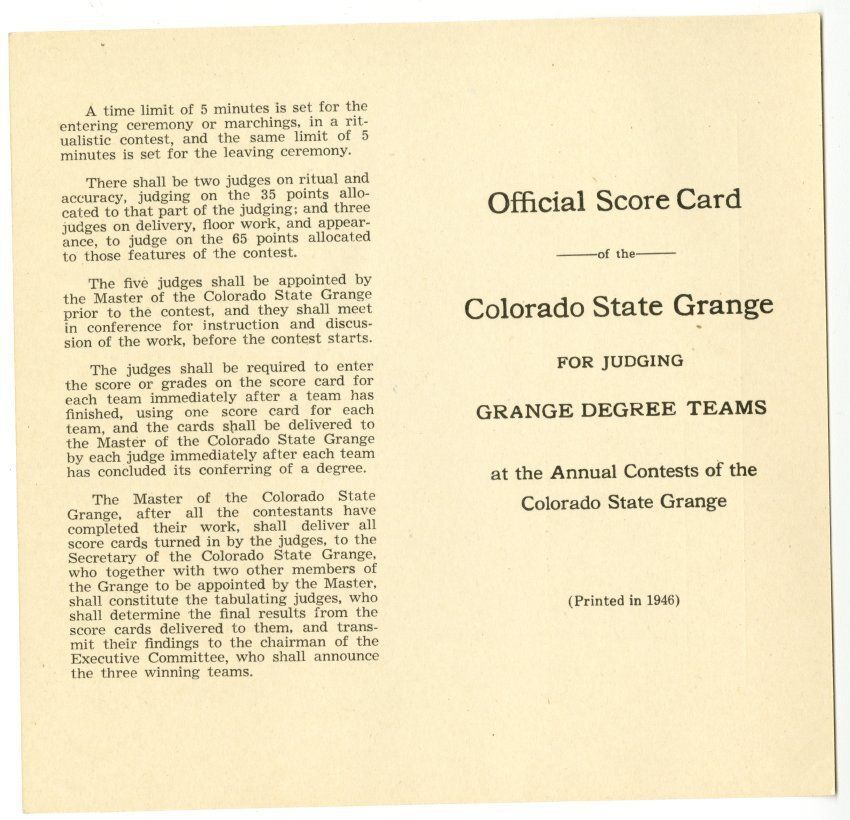 A time limit of 5 minutes is set for the
entering ceremony or marchings, in a rit-
ualistic contest, and the same limit of 5
minutes is set for the leaving ceremony.
There shall be two judges on ritual and
accuracy, judging on the 35 points allo-
cated to that part of the judging; and three
judges on delivery, floor work, and appear-
ance, to judge on the 65 points allocated
to those features of the contest.
The five judges shall be appointed by
the Master of the Colorado State Grange
prior to the contest, and they shall meet
in conference for instruction and discus-
sion of the work, before the contest starts.
The judges shall be required to enter
the score or grades on the score card for
each team immediately after a team has
finished, using one score card for each
team, and the cards shall be delivered to
the Master of the Colorado State Grange
by each judge immediately after each team
has concluded its conferring of a degree.
The Master of the Colorado State
Grange, after all the contestants have
completed their work, shall deliver all
score cards turned in by the judges, to the
Secretary of the Colorado State Grange,
who together with two other members of
the Grange to be appointed by the Master,
shall constitute the tabulating judges, who
shall determine the final results from the
score cards delivered to them, and trans-
mit their findings to the chairman of the
Executive Committee, who shall announce
the three winning teams.
Official Score Card
of the
Colorado State Grange
FOR JUDGING
GRANGE DEGREE TEAMS
at the Annual Contests of the
Colorado State Grange
(Printed in 1946)